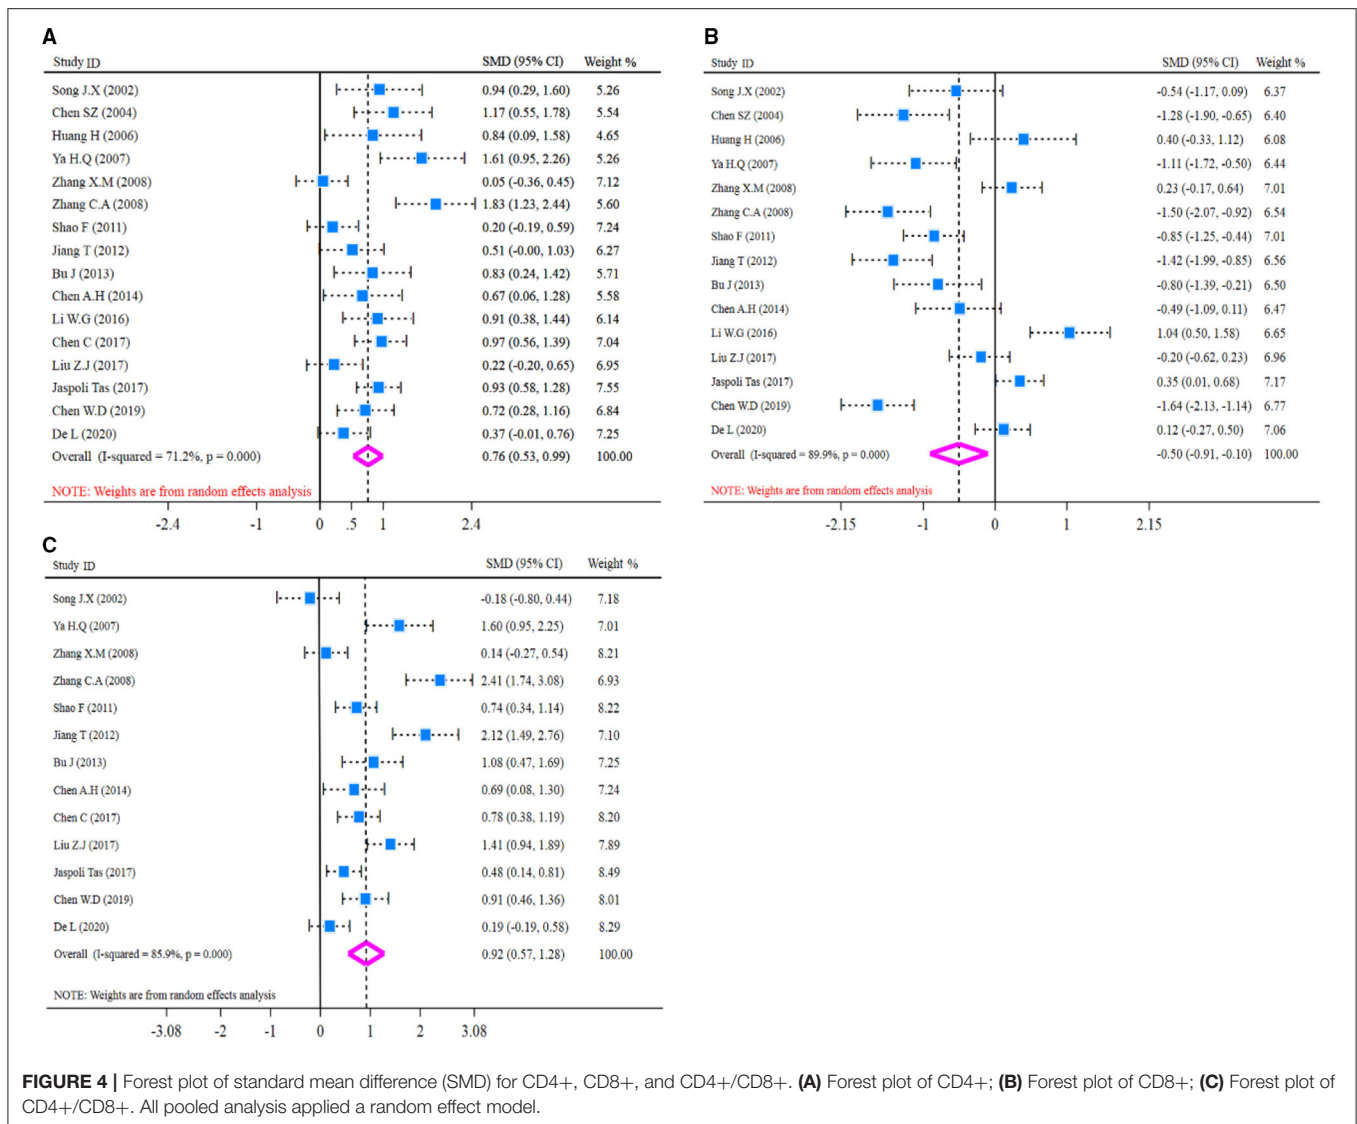 A
Study ID SMD (95% CI) Weight %
Song J.X (2002) 0.94 (0.29, 1.60) 5.26
Chen SZ (2004) 1.17 (0.55, 1.78) 5.54
Huang H (2006) 0.84 (0.09, 1.58) 4.65
Ya H.Q (2007) 1.61 (0.95, 2.26) 5.26
Zhang X.M (2008) 0.05 (-0.36, 0.45) 7.12
Zhang C.A (2008) 1.83 (1.23, 2.44) 5.60
Shao F (2011) 0.20 (-0.19, 0.59) 7.24
Jiang T (2012) 0.51 (-0.00, 1.03) 6.27
Bu J (2013) 0.83 (0.24, 1.42) 5.71
Chen A.H (2014) 0.67 (0.06, 1.28) 5.58
Li W.G (2016) 0.91 (0.38, 1.44) 6.14
Chen C (2017) 0.97 (0.56, 1.39) 7.04
Liu Z.J (2017) 0.22 (-0.20, 0.65) 6.95
Jaspoli Tas (2017) 0.93 (0.58, 1.28) 7.55
Chen W.D (2019) 0.72 (0.28, 1.16) 6.84
De L (2020) 0.37 (-0.01, 0.76) 7.25
Overall (I-squared = 71.2%, p = 0.000) 0.76 (0.53, 0.99) 100.00
NOTE: Weights are from random effects analysis
-2.4 -1 0 .5 1 2.4
B
Study ID SMD (95% CI) Weight %
Song J.X (2002) -0.54 (-1.17, 0.09) 6.37
Chen SZ (2004) -1.28 (-1.90, -0.65) 6.40
Huang H (2006) 0.40 (-0.33, 1.12) 6.08
Ya H.Q (2007) -1.11 (-1.72, -0.50) 6.44
Zhang X.M (2008) 0.23 (-0.17, 0.64) 7.01
Zhang C.A (2008) -1.50 (-2.07, -0.92) 6.54
Shao F (2011) -0.85 (-1.25, -0.44) 7.01
Jiang T (2012) -1.42 (-1.99, -0.85) 6.56
Bu J (2013) -0.80 (-1.39, -0.21) 6.50
Chen A.H (2014) -0.49 (-1.09, 0.11) 6.47
Li W.G (2016) 1.04 (0.50, 1.58) 6.65
Liu Z.J (2017) -0.20 (-0.62, 0.23) 6.96
Jaspoli Tas (2017) 0.35 (0.01, 0.68) 7.17
Chen W.D (2019) -1.64 (-2.13, -1.14) 6.77
De L (2020) 0.12 (-0.27, 0.50) 7.06
Overall (I-squared = 89.9%, p = 0.000) -0.50 (-0.91, -0.10) 100.00
NOTE: Weights are from random effects analysis
-2.15 -1 0 1 2.15
C
Study ID SMD (95% CI) Weight %
Song J.X (2002) -0.18 (-0.80, 0.44) 7.18
Ya H.Q (2007) 1.60 (0.95, 2.25) 7.01
Zhang X.M (2008) 0.14 (-0.27, 0.54) 8.21
Zhang C.A (2008) 2.41 (1.74, 3.08) 6.93
Shao F (2011) 0.74 (0.34, 1.14) 8.22
Jiang T (2012) 2.12 (1.49, 2.76) 7.10
Bu J (2013) 1.08 (0.47, 1.69) 7.25
Chen A.H (2014) 0.69 (0.08, 1.30) 7.24
Chen C (2017) 0.78 (0.38, 1.19) 8.20
Liu Z.J (2017) 1.41 (0.94, 1.89) 7.89
Jaspoli Tas (2017) 0.48 (0.14, 0.81) 8.49
Chen W.D (2019) 0.91 (0.46, 1.36) 8.01
De L (2020) 0.19 (-0.19, 0.58) 8.29
Overall (I-squared = 85.9%, p = 0.000) 0.92 (0.57, 1.28) 100.00
NOTE: Weights are from random effects analysis
-3.08 -2 -1 0 1 2 3.08
FIGURE 4 | Forest plot of standard mean difference (SMD) for CD4+, CD8+, and CD4+/CD8+. (A) Forest plot of CD4+; (B) Forest plot of CD8+; (C) Forest plot of
CD4+/CD8+. All pooled analysis applied a random effect model.